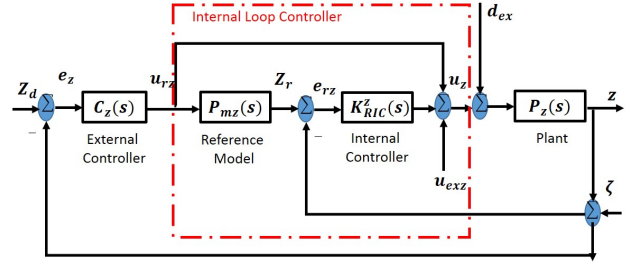 Internal Loop Controller
d_ex
Z_d
e_z
C_z(s)
u_rz
P_mz(s)
Z_r
e_rz
K^z_RIC(s)
u_z
P_z(s)
z
Σ
Σ
Σ
Σ
−
−
External
Controller
Reference
Model
Internal
Controller
Plant
u_exz
Σ
ζ